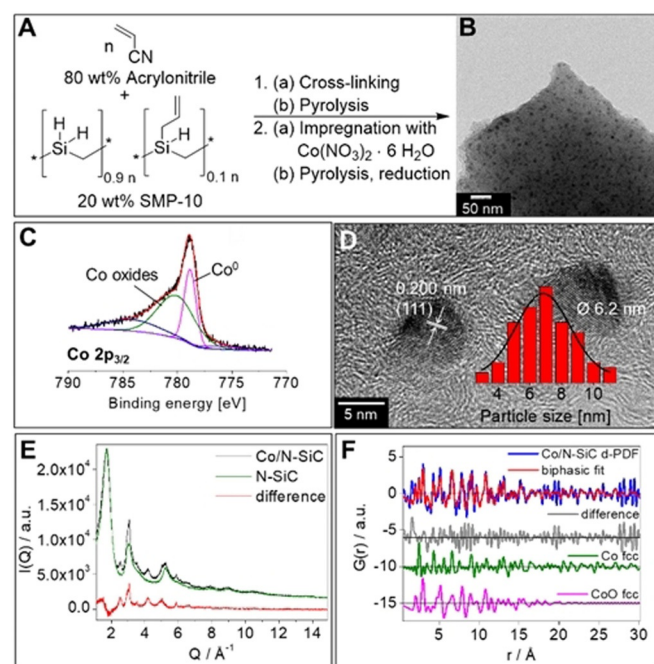 A
n
CN
80 wt% Acrylonitrile
+
H
H
Si
*
*
0.9 n
Si
H
*
*
0.1 n
20 wt% SMP-10
1. (a) Cross-linking
(b) Pyrolysis
2. (a) Impregnation with
Co(NO₃)₂ · 6 H₂O
(b) Pyrolysis, reduction
B
50 nm
C
Co oxides
Co⁰
Co 2p₃/₂
790 780 770
Binding energy [eV]
D
0.200 nm
(111)
Ø 6.2 nm
4 6 8 10
Particle size [nm]
5 nm
E
Co/N-SiC
N-SiC
difference
2.0x10⁴
1.5x10⁴
1.0x10⁴
5.0x10³
0.0
I(Q) / a.u.
2 4 6 8 10 12 14
Q / Å⁻¹
F
Co/N-SiC d-PDF
biphasic fit
difference
Co fcc
CoO fcc
5
0
-5
-10
-15
G(r) / a.u.
5 10 15 20 25 30
r / Å